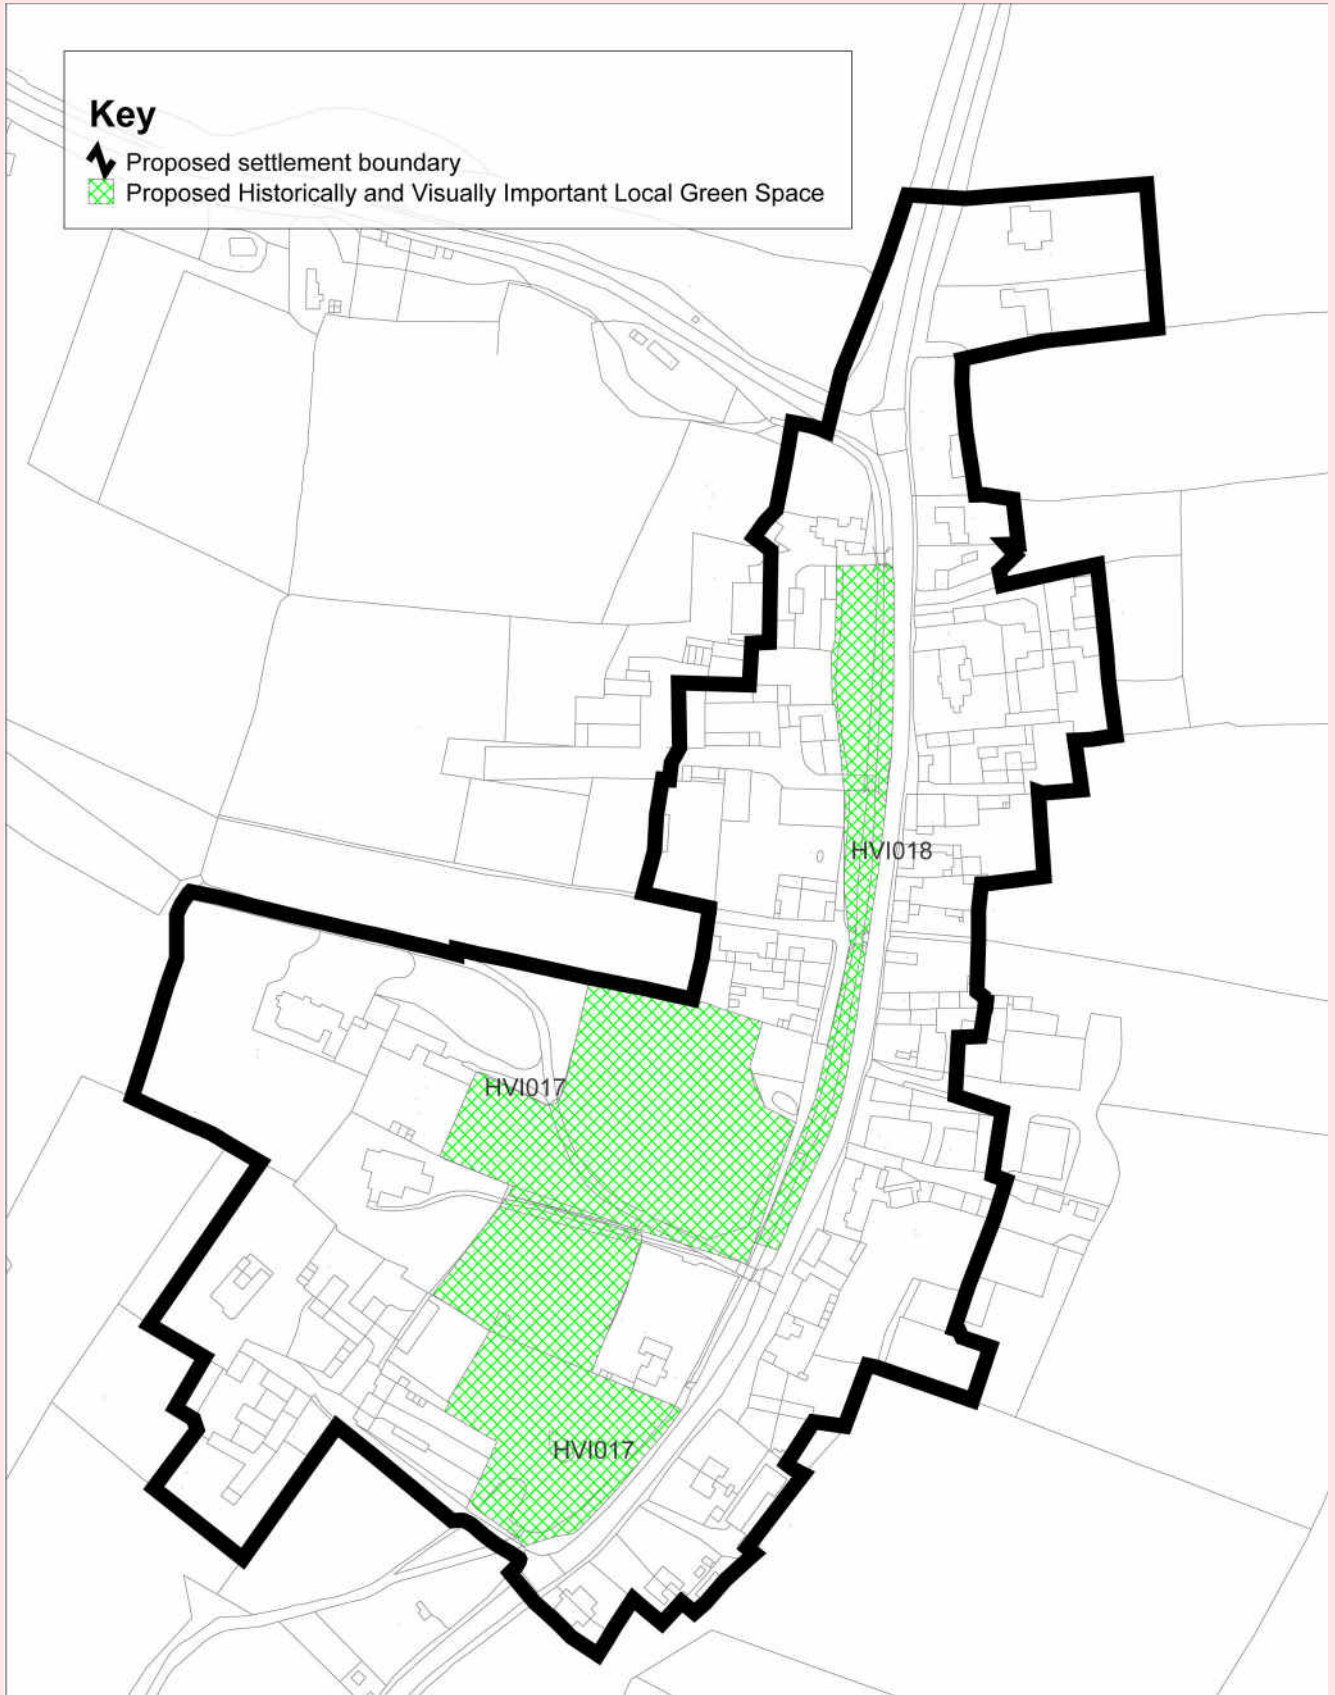 Key
Proposed settlement boundary
Proposed Historically and Visually Important Local Green Space
HVI018
HVI017
HVI017